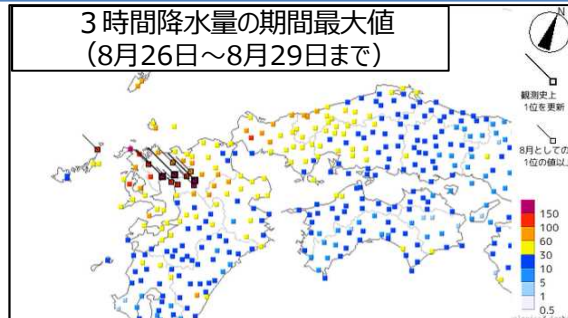 ３時間降水量の期間最大値
（8月26日～8月29日まで）
N
観測史上
1位を更新
8月としての
1位の値以上
150
100
60
30
10
5
1
0.5